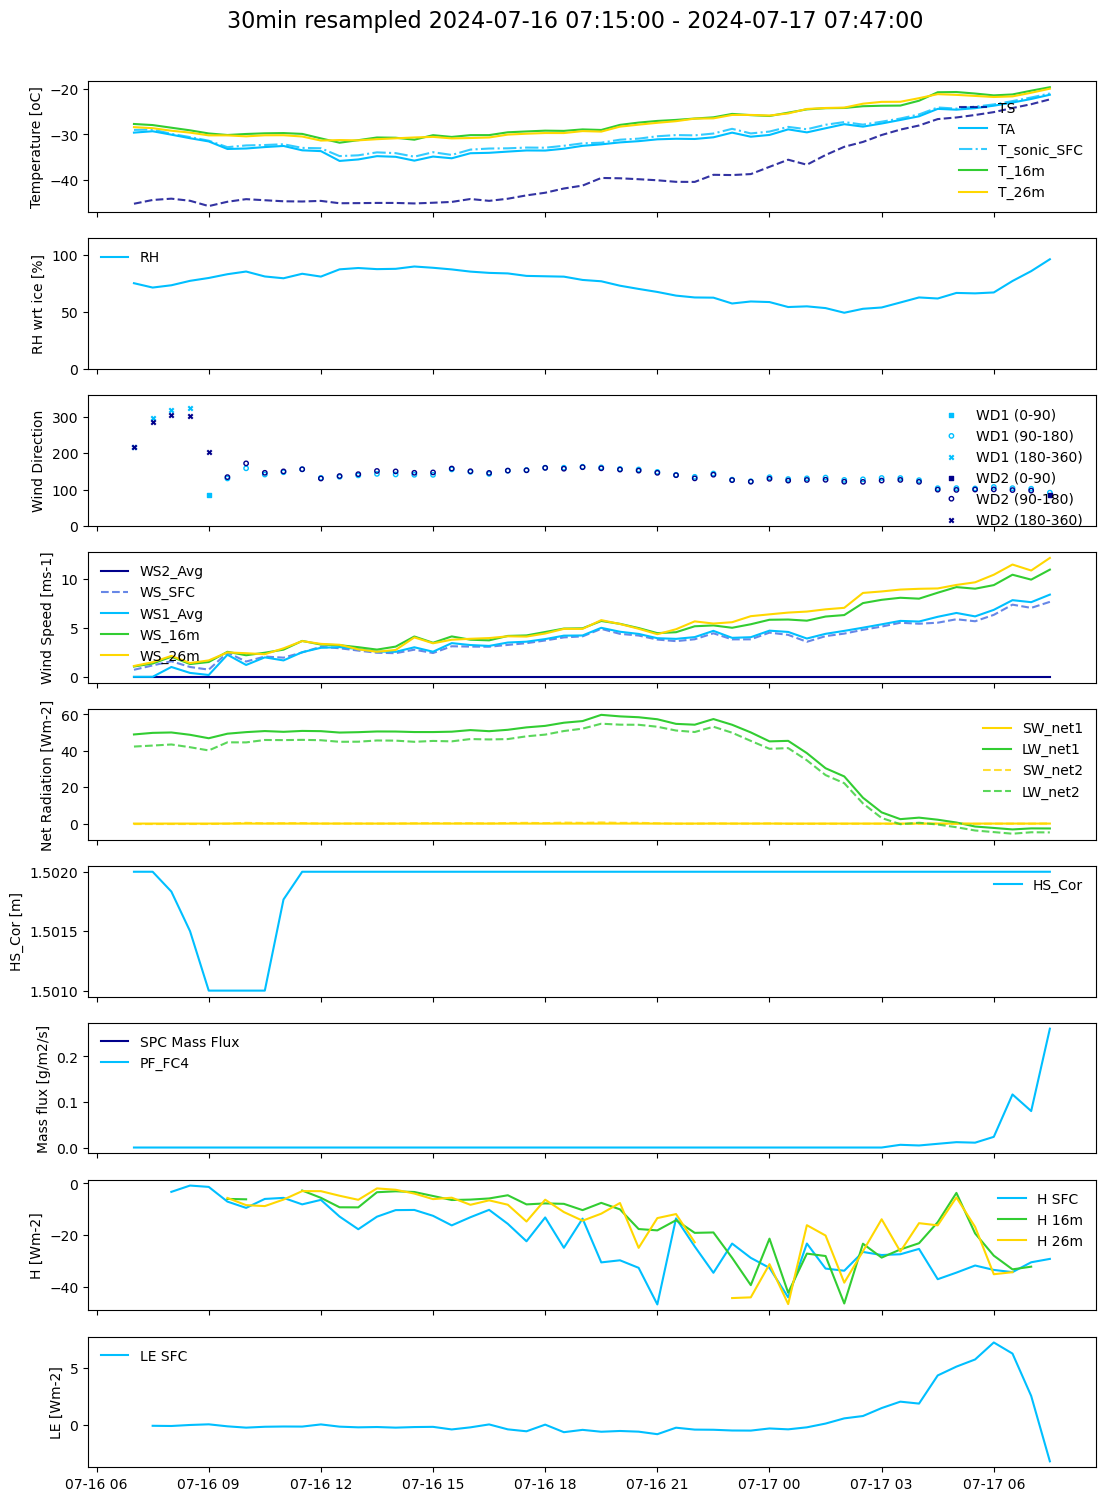 30min resampled 2024-07-16 07:15:00 - 2024-07-17 07:47:00
Temperature [oC]
−20
−30
−40
TS
TA
T_sonic_SFC
T_16m
T_26m
RH wrt ice [%]
100
50
0
RH
Wind Direction
300
200
100
0
WD1 (0-90)
WD1 (90-180)
WD1 (180-360)
WD2 (0-90)
WD2 (90-180)
WD2 (180-360)
Wind Speed [ms-1]
10
5
0
WS2_Avg
WS_SFC
WS1_Avg
WS_16m
WS_26m
Net Radiation [Wm-2]
60
40
20
0
SW_net1
LW_net1
SW_net2
LW_net2
HS_Cor [m]
1.5020
1.5015
1.5010
HS_Cor
Mass flux [g/m2/s]
0.2
0.1
0.0
SPC Mass Flux
PF_FC4
H [Wm-2]
0
−20
−40
H SFC
H 16m
H 26m
LE [Wm-2]
5
0
LE SFC
07-16 06 07-16 09 07-16 12 07-16 15 07-16 18 07-16 21 07-17 00 07-17 03 07-17 06